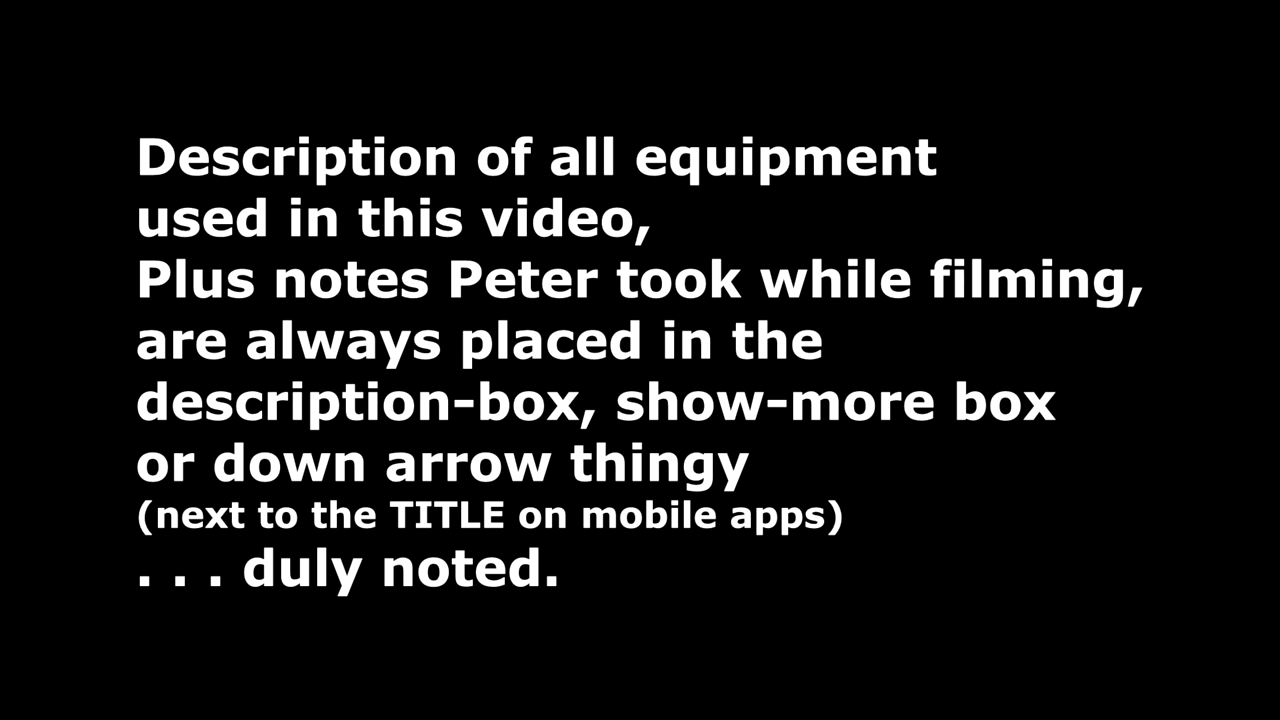 Description of all equipment
used in this video,
Plus notes Peter took while filming,
are always placed in the
description-box, show-more box
or down arrow thingy
(next to the TITLE on mobile apps)
. . . duly noted.